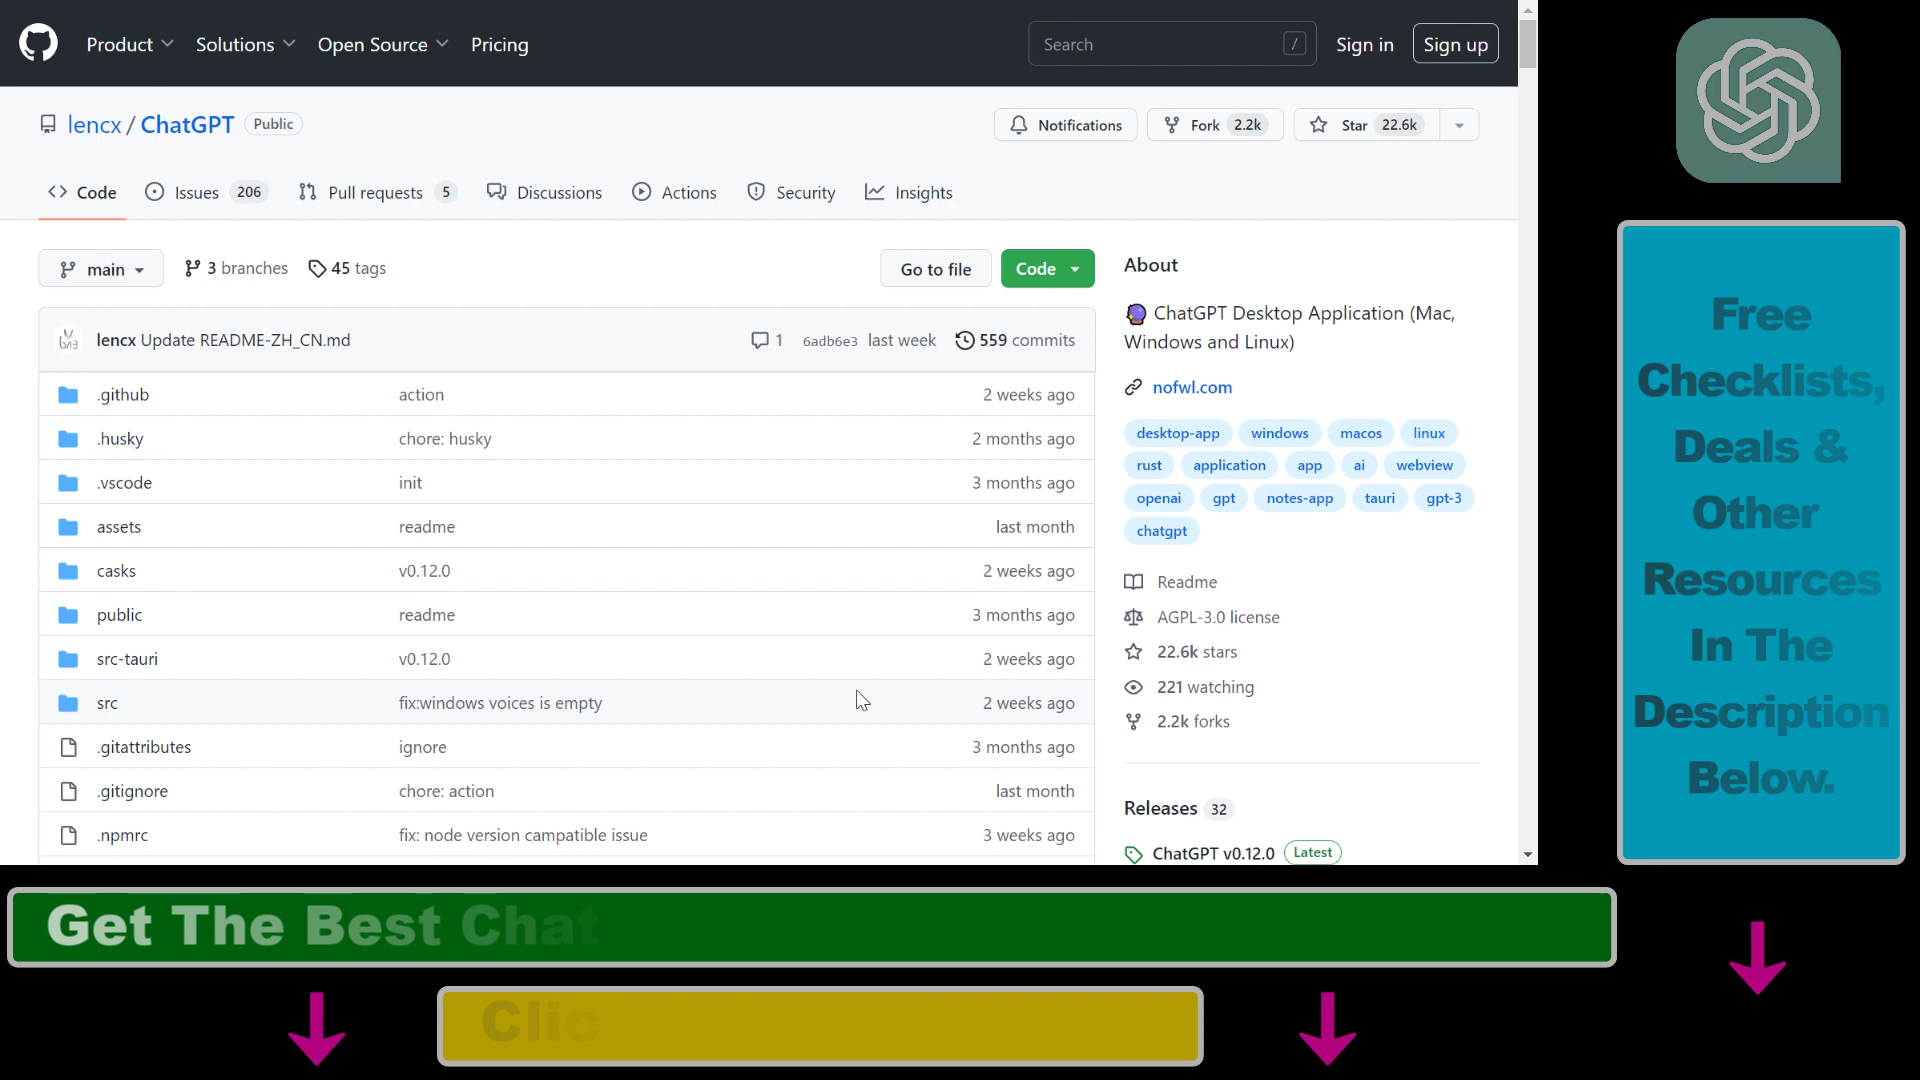 Product Solutions Open Source Pricing Search / Sign in Sign up
lencx / ChatGPT Public
Notifications Fork 2.2k Star 22.6k
Code Issues 206 Pull requests 5 Discussions Actions Security Insights
main 3 branches 45 tags Go to file Code
lencx Update README-ZH_CN.md 1 6adb6e3 last week 559 commits
.github action 2 weeks ago
.husky chore: husky 2 months ago
.vscode init 3 months ago
assets readme last month
casks v0.12.0 2 weeks ago
public readme 3 months ago
src-tauri v0.12.0 2 weeks ago
src fix:windows voices is empty 2 weeks ago
.gitattributes ignore 3 months ago
.gitignore chore: action last month
.npmrc fix: node version campatible issue 3 weeks ago
About
ChatGPT Desktop Application (Mac,
Windows and Linux)
nofwl.com
desktop-app windows macos linux
rust application app ai webview
openai gpt notes-app tauri gpt-3
chatgpt
Readme
AGPL-3.0 license
22.6k stars
221 watching
2.2k forks
Releases 32
ChatGPT v0.12.0 Latest
Free
Checklists,
Deals &
Other
Resources
In The
Description
Below.
Get The Best Chat
Clic